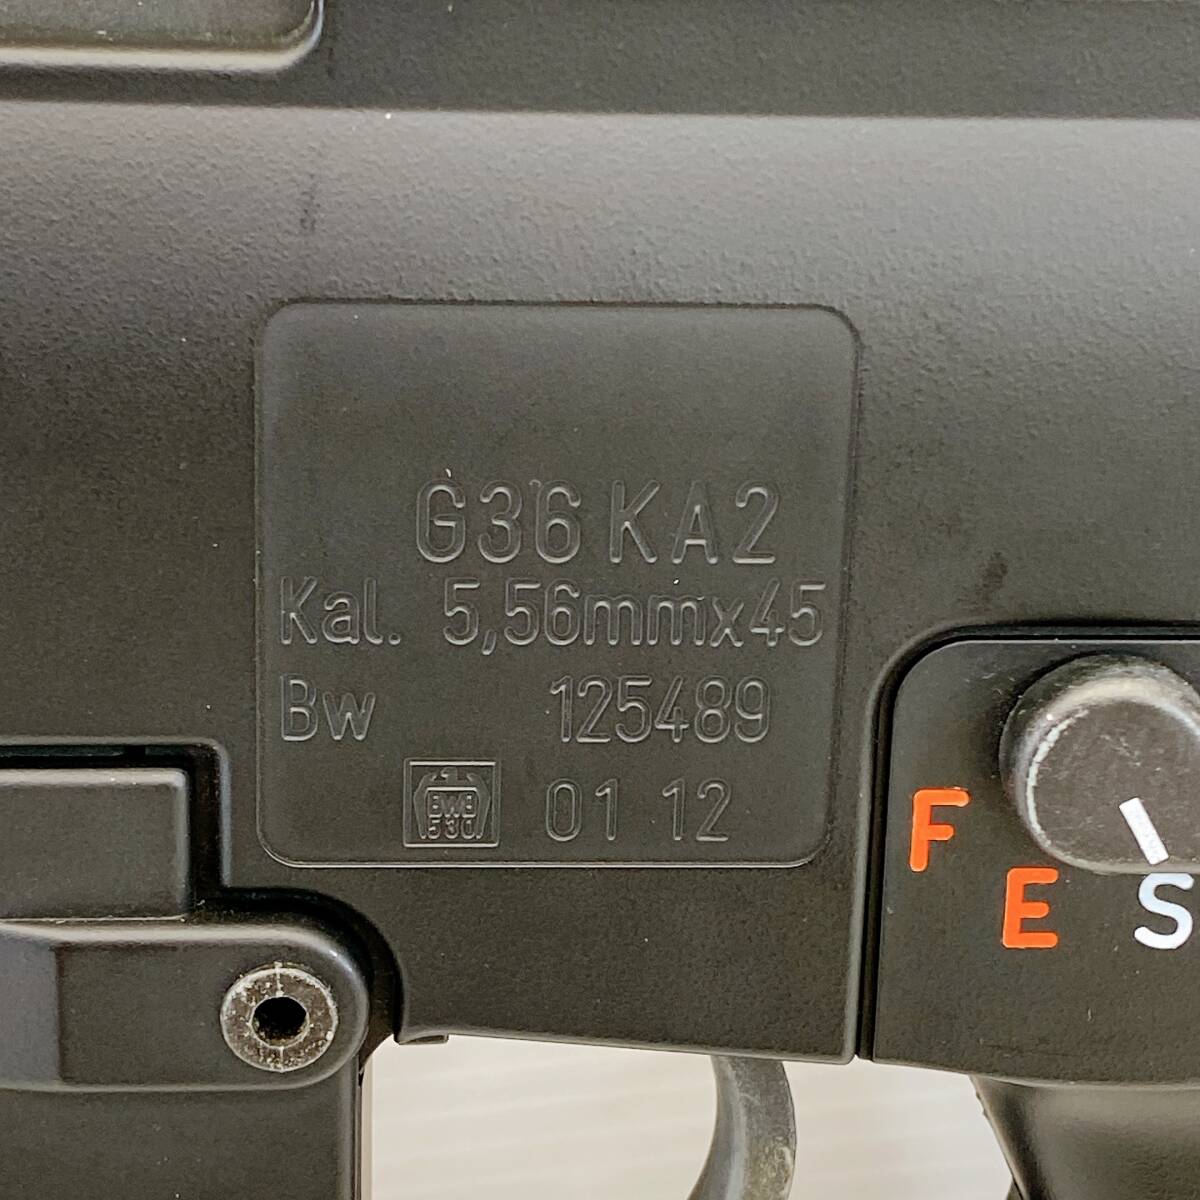 G36 KA2
Kal. 5,56mmx45
Bw 125489
BWB
530
01 12
F
E
S